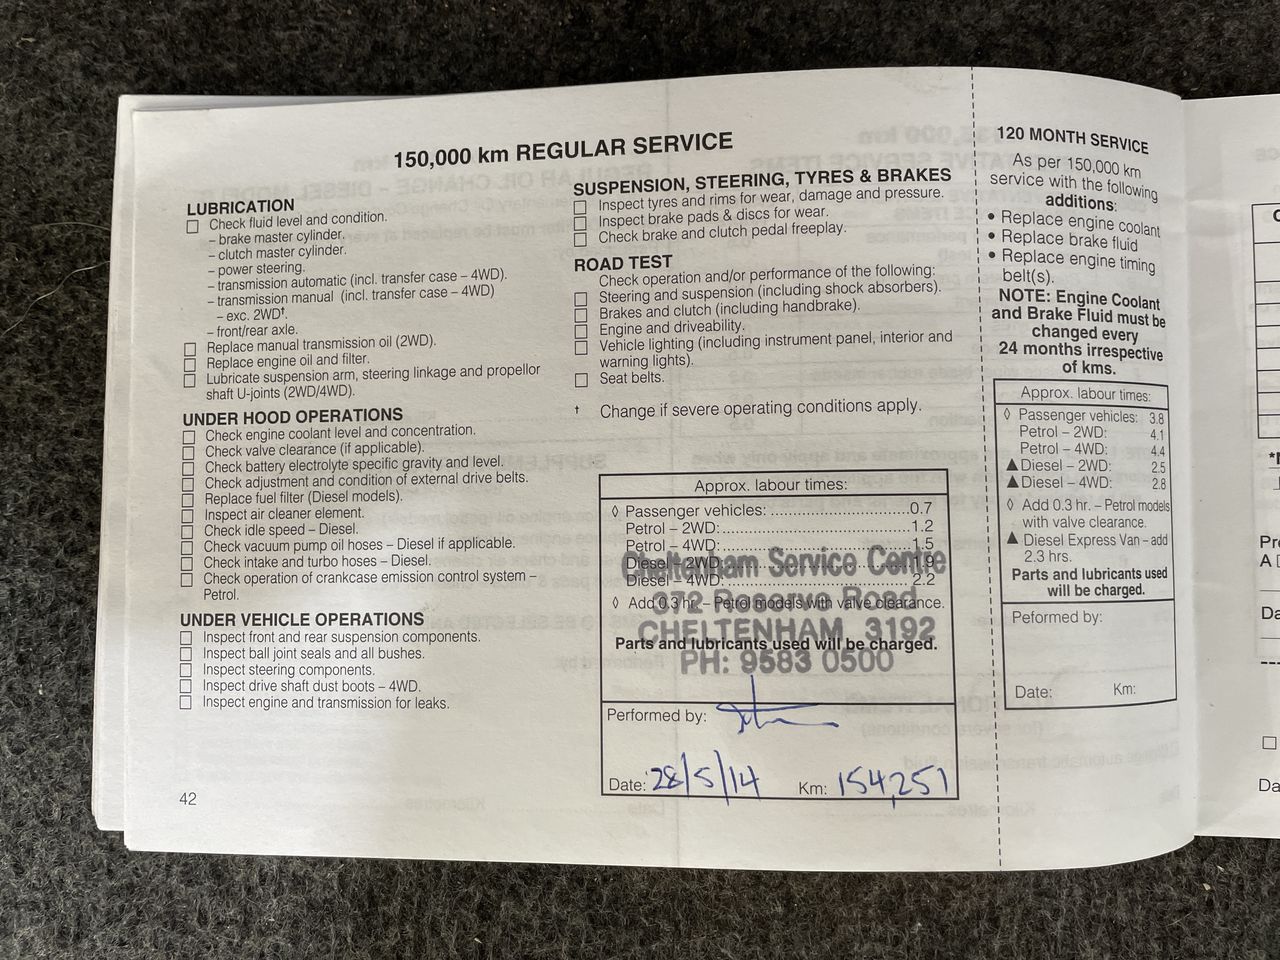 150,000 km REGULAR SERVICE
LUBRICATION
Check fluid level and condition.
– brake master cylinder.
– clutch master cylinder.
– power steering.
– transmission automatic (incl. transfer case – 4WD).
– transmission manual (incl. transfer case – 4WD)
– exc. 2WD†.
– front/rear axle.
Replace manual transmission oil (2WD).
Replace engine oil and filter.
Lubricate suspension arm, steering linkage and propellor
shaft U-joints (2WD/4WD).
UNDER HOOD OPERATIONS
Check engine coolant level and concentration.
Check valve clearance (if applicable).
Check battery electrolyte specific gravity and level.
Check adjustment and condition of external drive belts.
Replace fuel filter (Diesel models).
Inspect air cleaner element.
Check idle speed – Diesel.
Check vacuum pump oil hoses – Diesel if applicable.
Check intake and turbo hoses – Diesel.
Check operation of crankcase emission control system –
Petrol.
UNDER VEHICLE OPERATIONS
Inspect front and rear suspension components.
Inspect ball joint seals and all bushes.
Inspect steering components.
Inspect drive shaft dust boots – 4WD.
Inspect engine and transmission for leaks.
42
SUSPENSION, STEERING, TYRES & BRAKES
Inspect tyres and rims for wear, damage and pressure.
Inspect brake pads & discs for wear.
Check brake and clutch pedal freeplay.
ROAD TEST
Check operation and/or performance of the following:
Steering and suspension (including shock absorbers).
Brakes and clutch (including handbrake).
Engine and driveability.
Vehicle lighting (including instrument panel, interior and
warning lights).
Seat belts.
† Change if severe operating conditions apply.
Approx. labour times:
◊ Passenger vehicles: ............................0.7
Petrol – 2WD:......................................1.2
Petrol – 4WD:......................................1.5
Diesel – 2WD:......................................1.9
Diesel – 4WD:......................................2.2
◊ Add 0.3 hr. – Petrol models with valve clearance.
Parts and lubricants used will be charged.
Cheltenham Service Centre
372 Reserve Road
CHELTENHAM 3192
PH: 9583 0500
Performed by:
Date: 28/5/14 Km: 154,251
120 MONTH SERVICE
As per 150,000 km
service with the following
additions:
• Replace engine coolant
• Replace brake fluid
• Replace engine timing
belt(s).
NOTE: Engine Coolant
and Brake Fluid must be
changed every
24 months irrespective
of kms.
Approx. labour times:
◊ Passenger vehicles: 3.8
Petrol – 2WD: 4.1
Petrol – 4WD: 4.4
▲ Diesel – 2WD: 2.5
▲ Diesel – 4WD: 2.8
◊ Add 0.3 hr. – Petrol models
with valve clearance.
▲ Diesel Express Van – add
2.3 hrs.
Parts and lubricants used
will be charged.
Peformed by:
Date: Km: